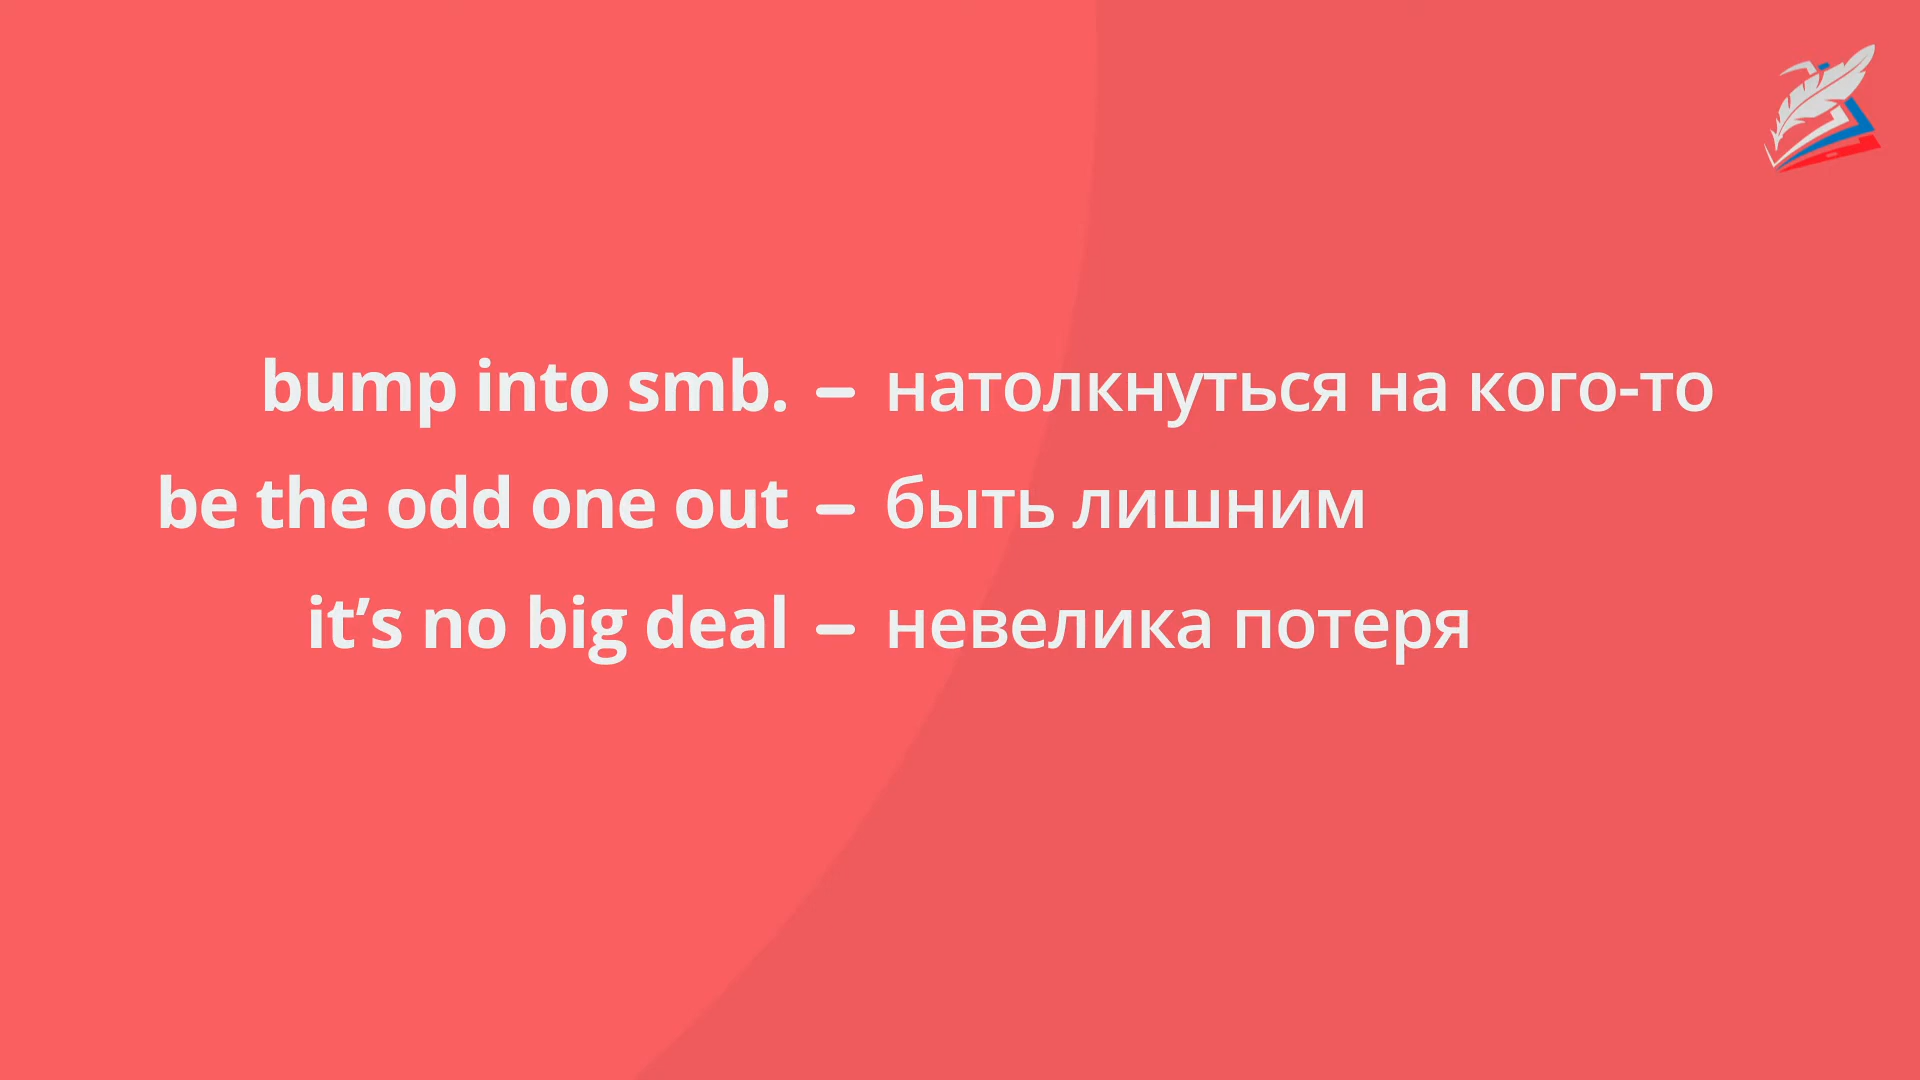 bump into smb. – натолкнуться на кого-то
be the odd one out – быть лишним
it’s no big deal – невелика потеря